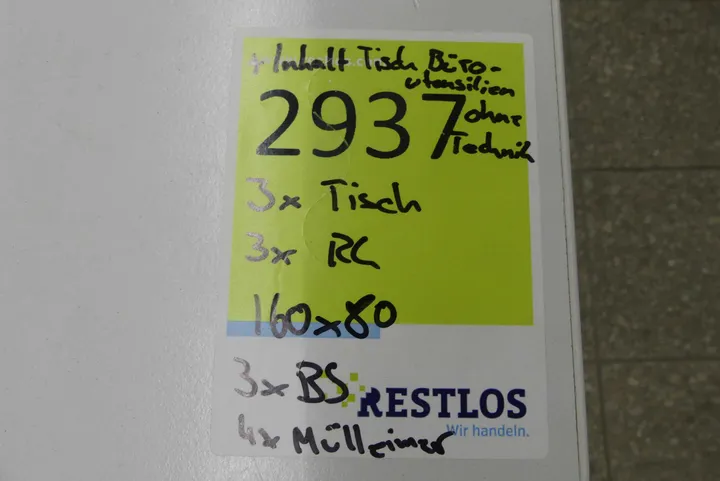 + Inhalt Tisch Büro-
utensilien
2937 ohne
Technik
3x Tisch
3x RC
160x80
3x BS
RESTLOS
Wir handeln.
4x Mülleimer